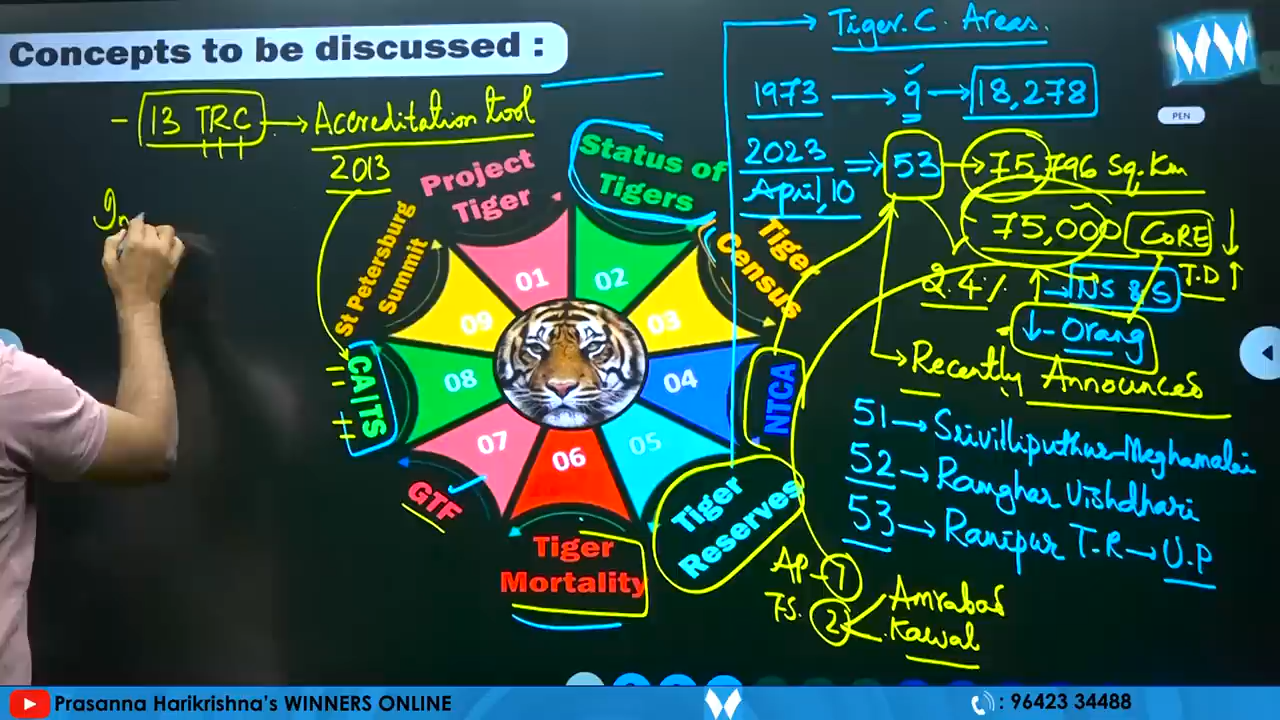 Concepts to be discussed :
- 13 TRC → Accreditation tool
2013
In
Tiger. C. Areas.
1973 → 9 → 18,278
2023 ⇒ 53 → 75,796 Sq.Km
April, 10
- 75,000 CORE ↓
T.D ↑
2.4% ↑ → NS & S
↓ - Orang
Recently Announces
51 → Srivilliputhur-Meghamalai
52 → Ramghar Vishdhari
53 → Ranipur T.R → U.P
AP - 1
TS. 2
Amrabad
Kawal
Project
Tiger
Status of
Tigers
Tiger
Census
NTCA
Tiger
Reserves
Tiger
Mortality
GTF
CA|TS
St Petersburg
Summit
01
02
03
04
05
06
07
08
09
W
PEN
Prasanna Harikrishna's WINNERS ONLINE
: 96423 34488